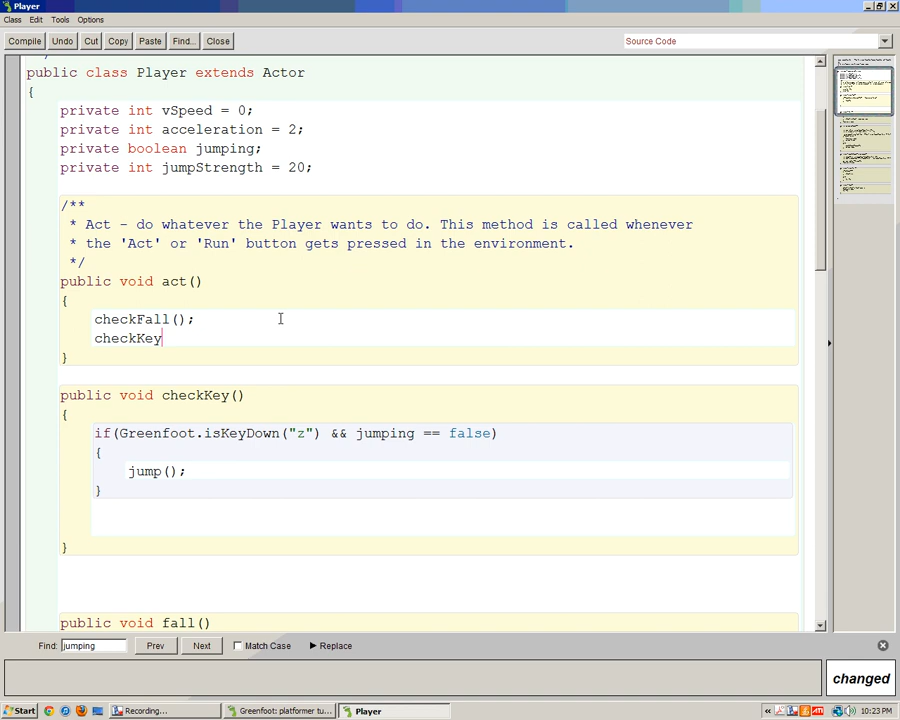 Player
Class Edit Tools Options
Compile Undo Cut Copy Paste Find... Close Source Code
public class Player extends Actor
{
private int vSpeed = 0;
private int acceleration = 2;
private boolean jumping;
private int jumpStrength = 20;
/**
* Act - do whatever the Player wants to do. This method is called whenever
* the 'Act' or 'Run' button gets pressed in the environment.
*/
public void act()
{
checkFall();
checkKey
}
public void checkKey()
{
if(Greenfoot.isKeyDown("z") && jumping == false)
{
jump();
}
}
public void fall()
Find: jumping Prev Next Match Case Replace
changed
Start Recording... Greenfoot: platformer tu... Player « ATI 10:23 PM